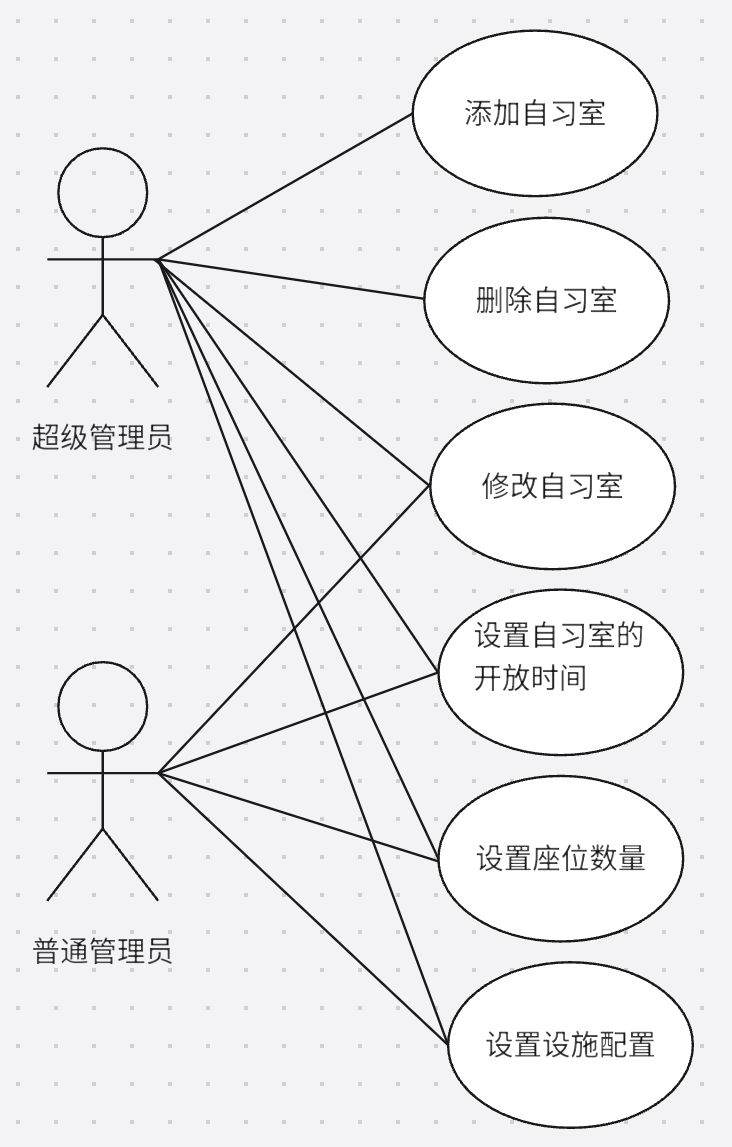 添加自习室
删除自习室
超级管理员
修改自习室
设置自习室的
开放时间
设置座位数量
普通管理员
设置设施配置